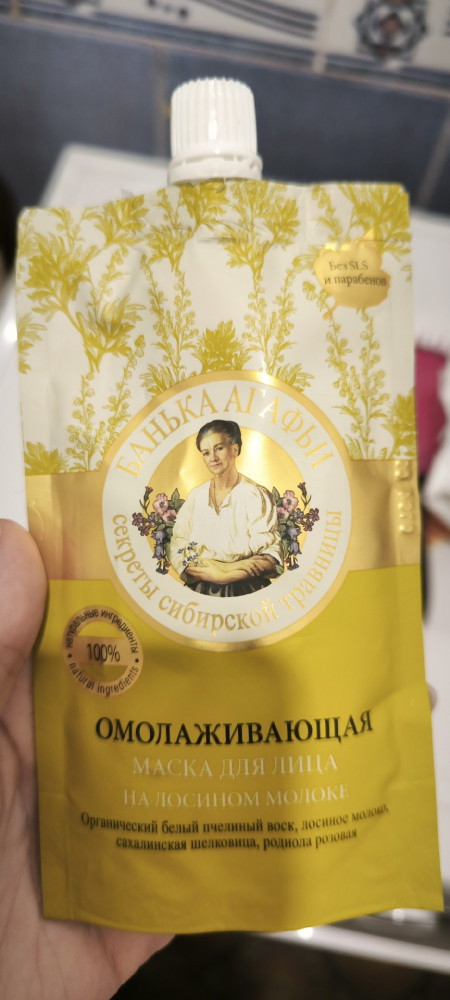 Без SLS
и парабенов
БАНЬКА АГАФЬИ
секреты сибирской травницы
натуральные ингредиенты
100%
natural ingredients
ОМОЛАЖИВАЮЩАЯ
МАСКА ДЛЯ ЛИЦА
НА ЛОСИНОМ МОЛОКЕ
Органический белый пчелиный воск, лосиное молоко,
сахалинская шелковица, родиола розовая